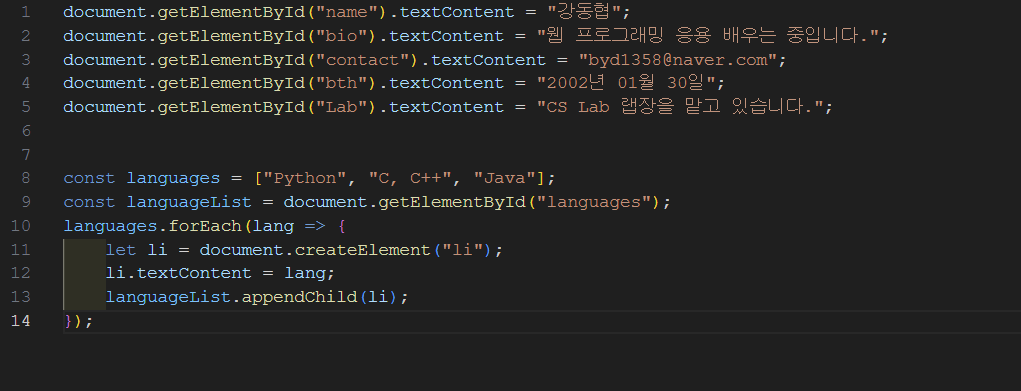 1 document.getElementById("name").textContent = "강동협";
2 document.getElementById("bio").textContent = "웹 프로그래밍 응용 배우는 중입니다.";
3 document.getElementById("contact").textContent = "byd1358@naver.com";
4 document.getElementById("bth").textContent = "2002년 01월 30일";
5 document.getElementById("Lab").textContent = "CS Lab 랩장을 맡고 있습니다.";
6
7
8 const languages = ["Python", "C, C++", "Java"];
9 const languageList = document.getElementById("languages");
10 languages.forEach(lang => {
11     let li = document.createElement("li");
12     li.textContent = lang;
13     languageList.appendChild(li);
14 });